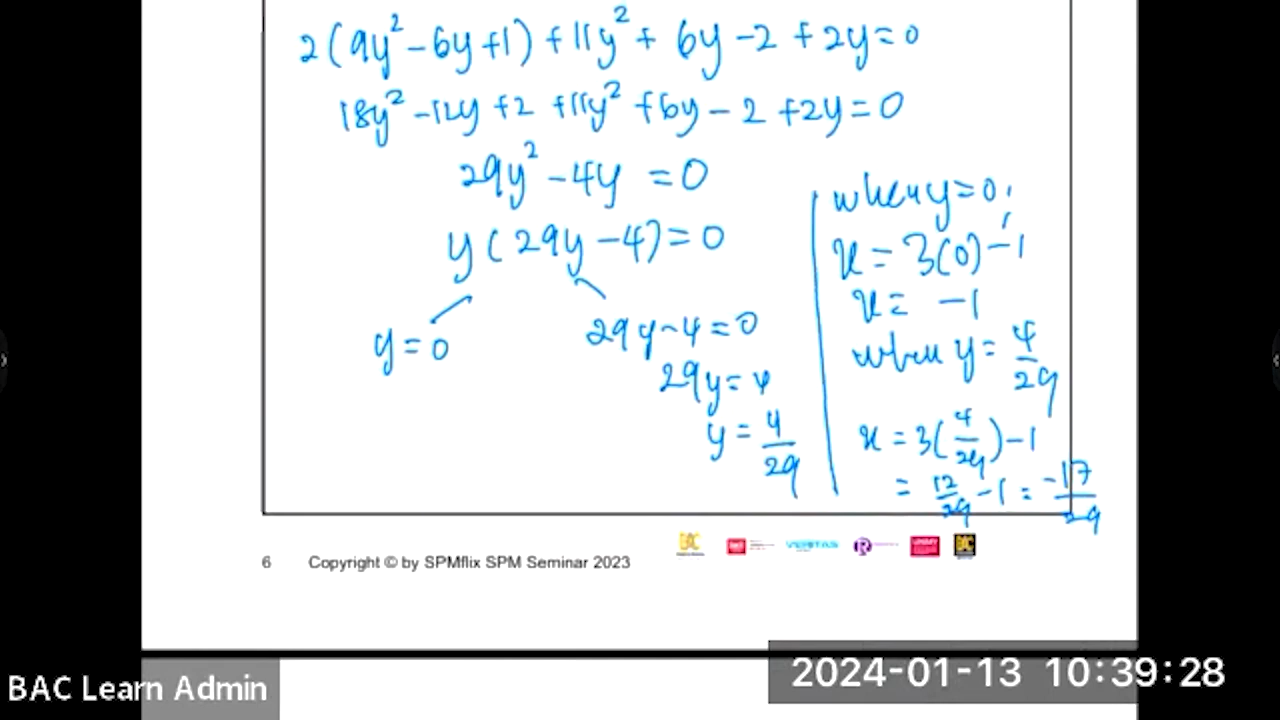 2(9y² - 6y + 1) + 11y² + 6y - 2 + 2y = 0
18y² - 12y + 2 + 11y² + 6y - 2 + 2y = 0
29y² - 4y = 0
y(29y - 4) = 0
y = 0
29y - 4 = 0
29y = 4
y = 4/29
when y = 0,
x = 3(0) - 1
x = -1
when y = 4/29
x = 3(4/29) - 1
= 12/29 - 1 = -17/29
BAC
VERITAS
R
BAC
6 Copyright © by SPMflix SPM Seminar 2023
BAC Learn Admin
2024-01-13 10:39:28